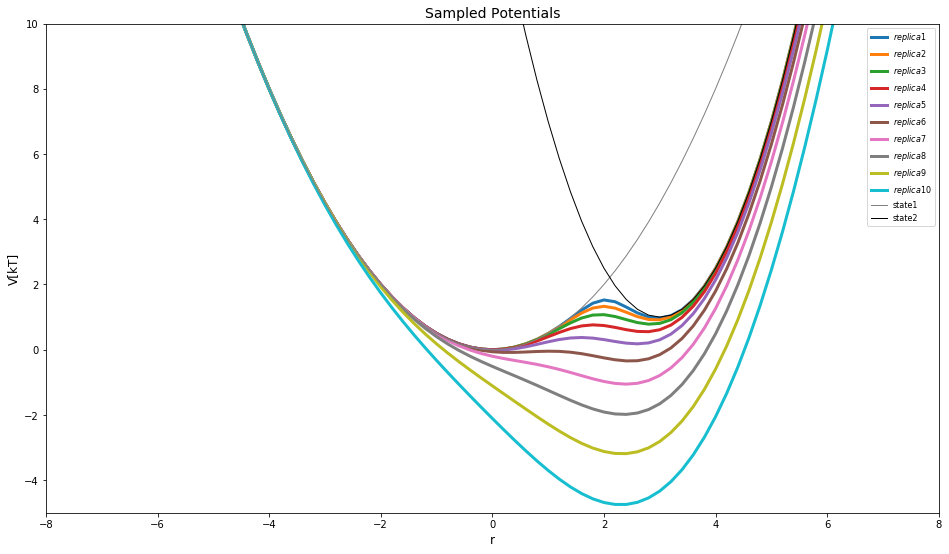 Sampled Potentials
V[kT]
10
8
6
4
2
0
−2
−4
−8
−6
−4
−2
0
2
4
6
8
r
replica1
replica2
replica3
replica4
replica5
replica6
replica7
replica8
replica9
replica10
state1
state2